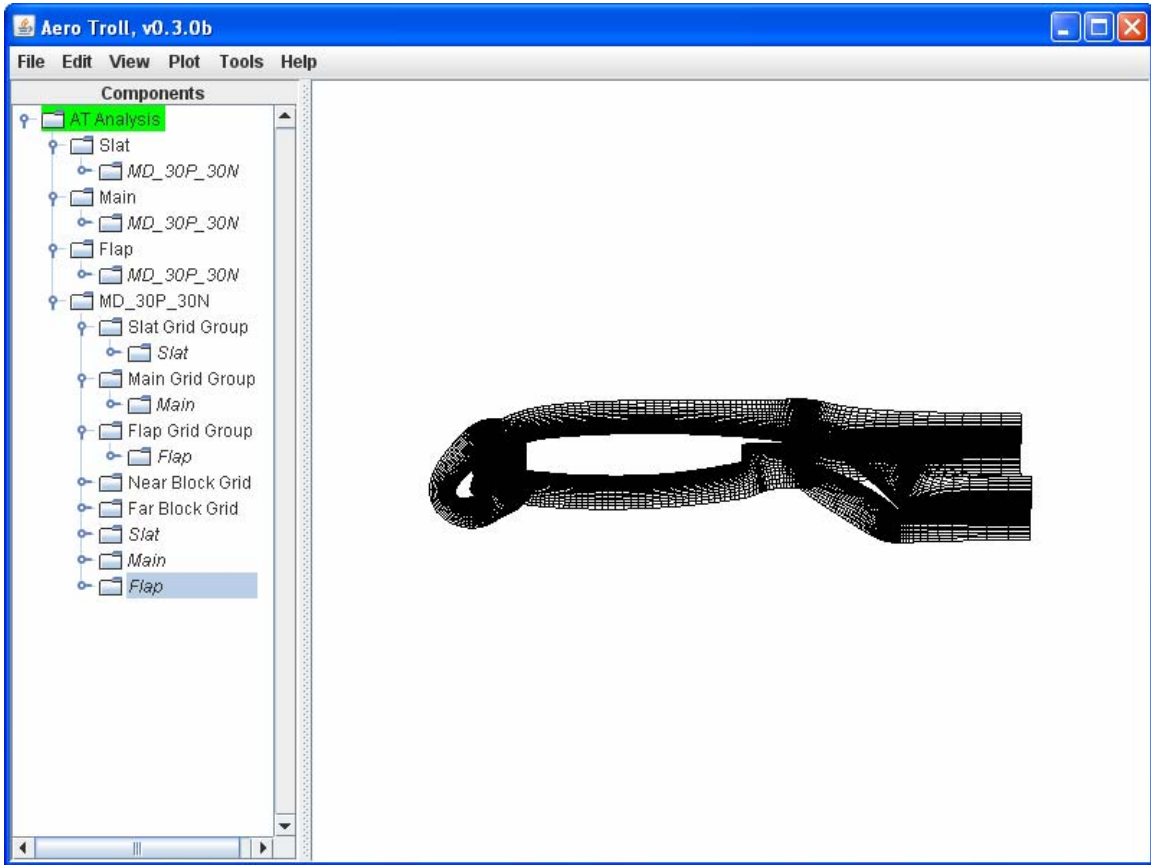 Aero Troll, v0.3.0b
File Edit View Plot Tools Help
Components
AT Analysis
Slat
MD_30P_30N
Main
MD_30P_30N
Flap
MD_30P_30N
MD_30P_30N
Slat Grid Group
Slat
Main Grid Group
Main
Flap Grid Group
Flap
Near Block Grid
Far Block Grid
Slat
Main
Flap